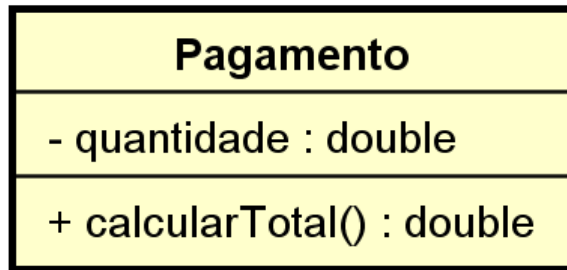 Pagamento
- quantidade : double
+ calcularTotal() : double